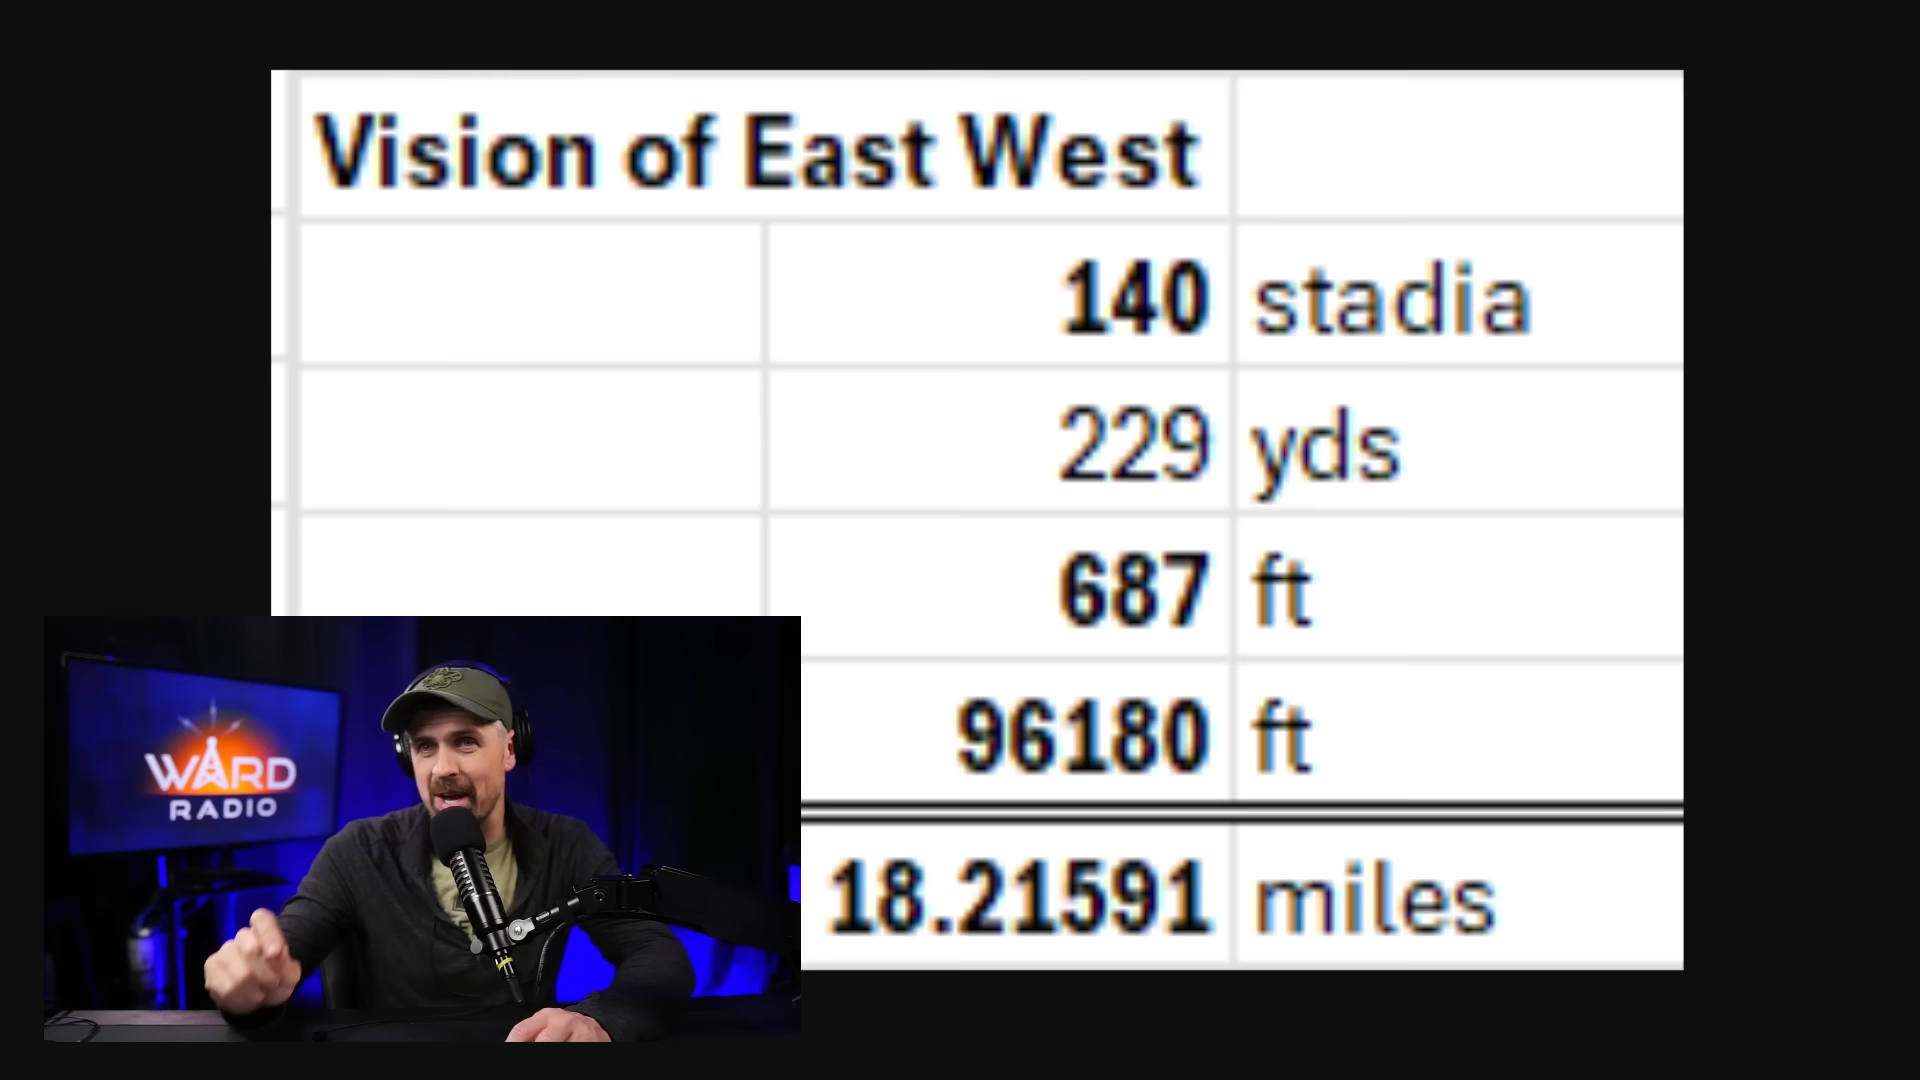 Vision of East West
140 stadia
229 yds
687 ft
96180 ft
18.21591 miles
WARD
RADIO